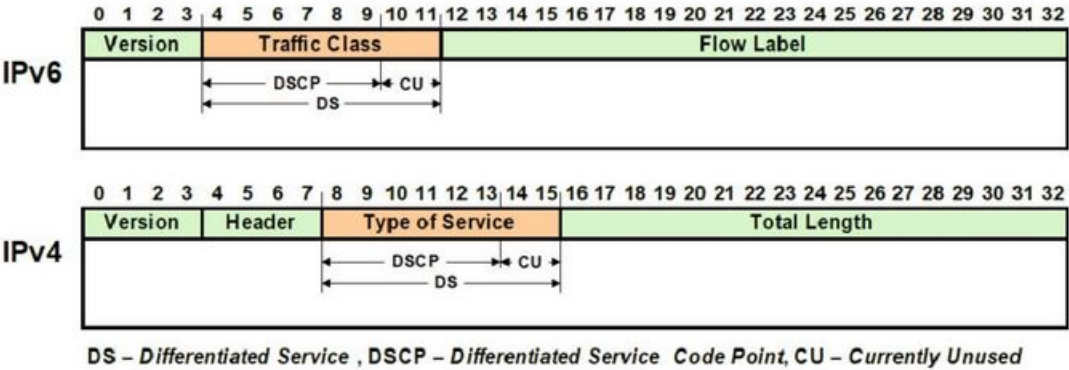 0 1 2 3 4 5 6 7 8 9 10 11 12 13 14 15 16 17 18 19 20 21 22 23 24 25 26 27 28 29 30 31 32
Version Traffic Class Flow Label
IPv6
DSCP CU
DS
0 1 2 3 4 5 6 7 8 9 10 11 12 13 14 15 16 17 18 19 20 21 22 23 24 25 26 27 28 29 30 31 32
Version Header Type of Service Total Length
IPv4
DSCP CU
DS
DS – Differentiated Service , DSCP – Differentiated Service Code Point, CU – Currently Unused